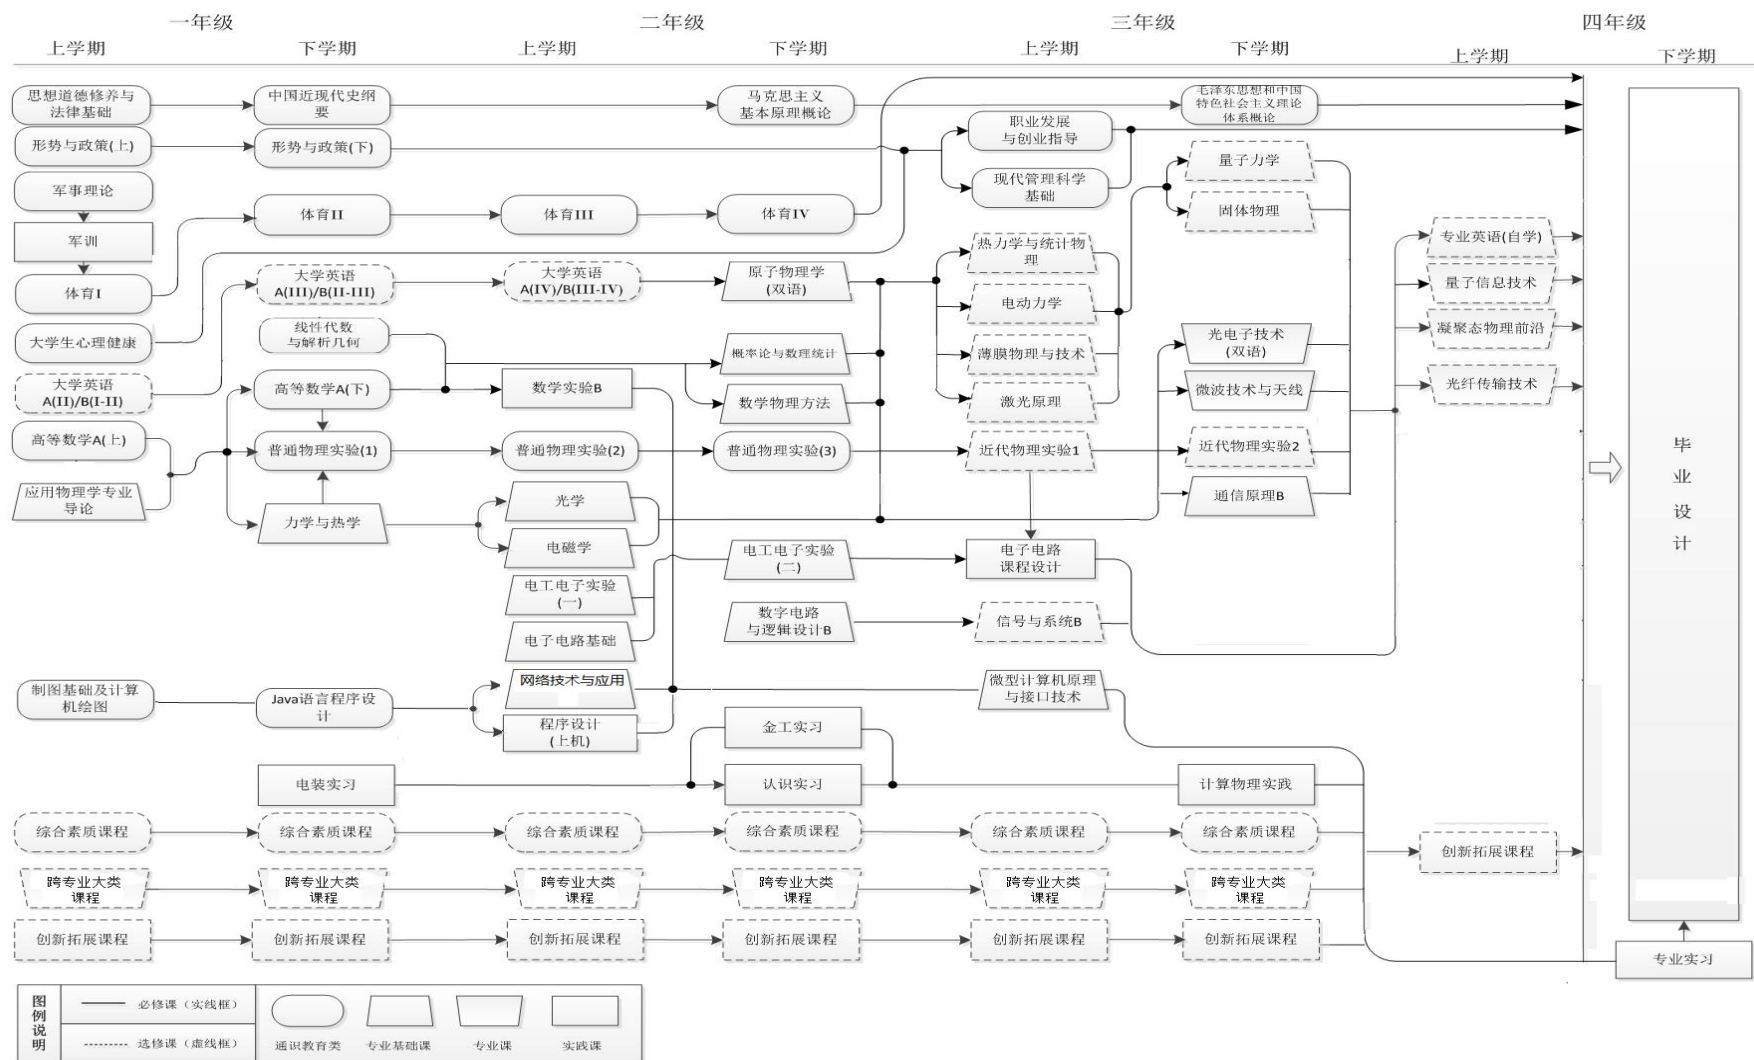 一年级
二年级
三年级
四年级
上学期
下学期
上学期
下学期
上学期
下学期
上学期
下学期
思想道德修养与
法律基础
中国近现代史纲
要
马克思主义
基本原理概论
毛泽东思想和中国
特色社会主义理论
体系概论
形势与政策(上)
形势与政策(下)
职业发展
与创业指导
现代管理科学
基础
量子力学
固体物理
军事理论
军训
体育I
体育II
体育III
体育IV
大学英语
A(III)/B(II-III)
大学英语
A(IV)/B(III-IV)
原子物理学
(双语)
热力学与统计物
理
电动力学
薄膜物理与技术
激光原理
专业英语(自学)
量子信息技术
凝聚态物理前沿
光纤传输技术
大学生心理健康
线性代数
与解析几何
概率论与数理统计
光电子技术
(双语)
大学英语
A(II)/B(I-II)
高等数学A(下)
数学实验B
数学物理方法
微波技术与天线
高等数学A(上)
普通物理实验(1)
普通物理实验(2)
普通物理实验(3)
近代物理实验1
近代物理实验2
应用物理学专业
导论
力学与热学
光学
电磁学
通信原理B
电工电子实验
(一)
电工电子实验
(二)
电子电路
课程设计
电子电路基础
数字电路
与逻辑设计B
信号与系统B
制图基础及计算
机绘图
Java语言程序设
计
网络技术与应用
程序设计
(上机)
微型计算机原理
与接口技术
金工实习
电装实习
认识实习
计算物理实践
综合素质课程
综合素质课程
综合素质课程
综合素质课程
综合素质课程
综合素质课程
创新拓展课程
跨专业大类
课程
跨专业大类
课程
跨专业大类
课程
跨专业大类
课程
跨专业大类
课程
跨专业大类
课程
创新拓展课程
创新拓展课程
创新拓展课程
创新拓展课程
创新拓展课程
创新拓展课程
毕
业
设
计
专业实习
图
例
说
明
必修课（实线框）
选修课（虚线框）
通识教育类
专业基础课
专业课
实践课